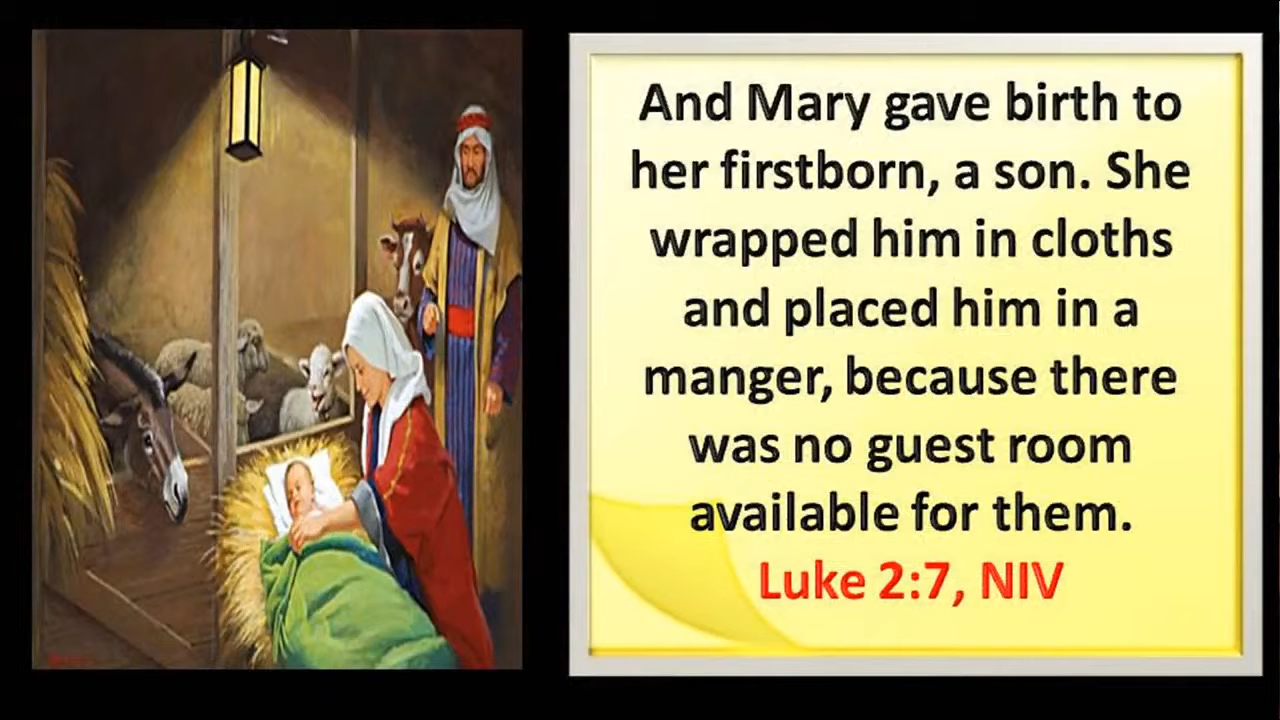 And Mary gave birth to
her firstborn, a son. She
wrapped him in cloths
and placed him in a
manger, because there
was no guest room
available for them.
Luke 2:7, NIV